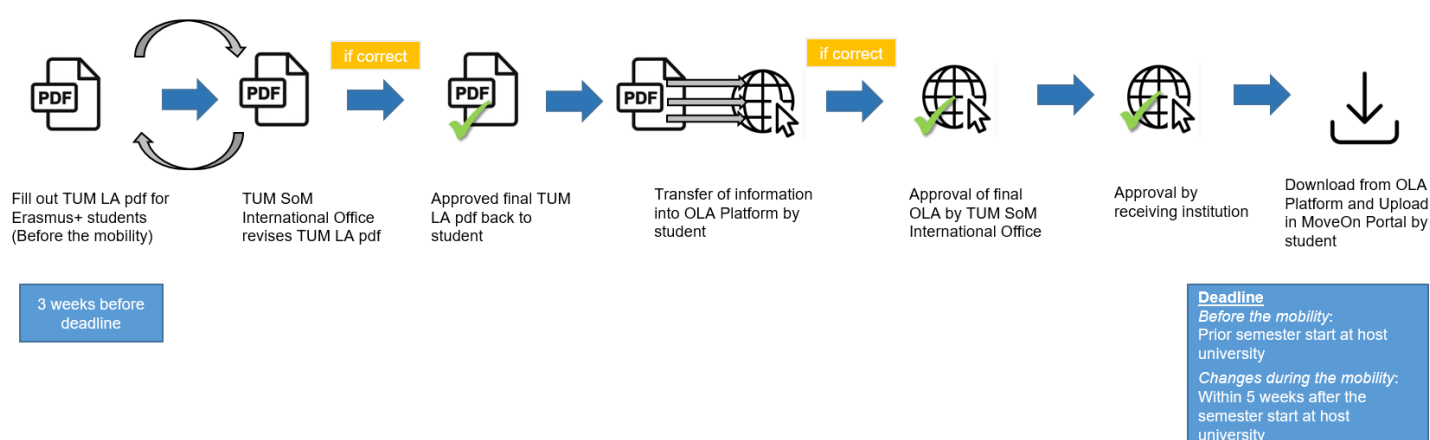 if correct
if correct
PDF
PDF
PDF
PDF
Fill out TUM LA pdf for
Erasmus+ students
(Before the mobility)
TUM SoM
International Office
revises TUM LA pdf
Approved final TUM
LA pdf back to
student
Transfer of information
into OLA Platform by
student
Approval of final
OLA by TUM SoM
International Office
Approval by
receiving institution
Download from OLA
Platform and Upload
in MoveOn Portal by
student
3 weeks before
deadline
Deadline
Before the mobility:
Prior semester start at host
university
Changes during the mobility:
Within 5 weeks after the
semester start at host
university